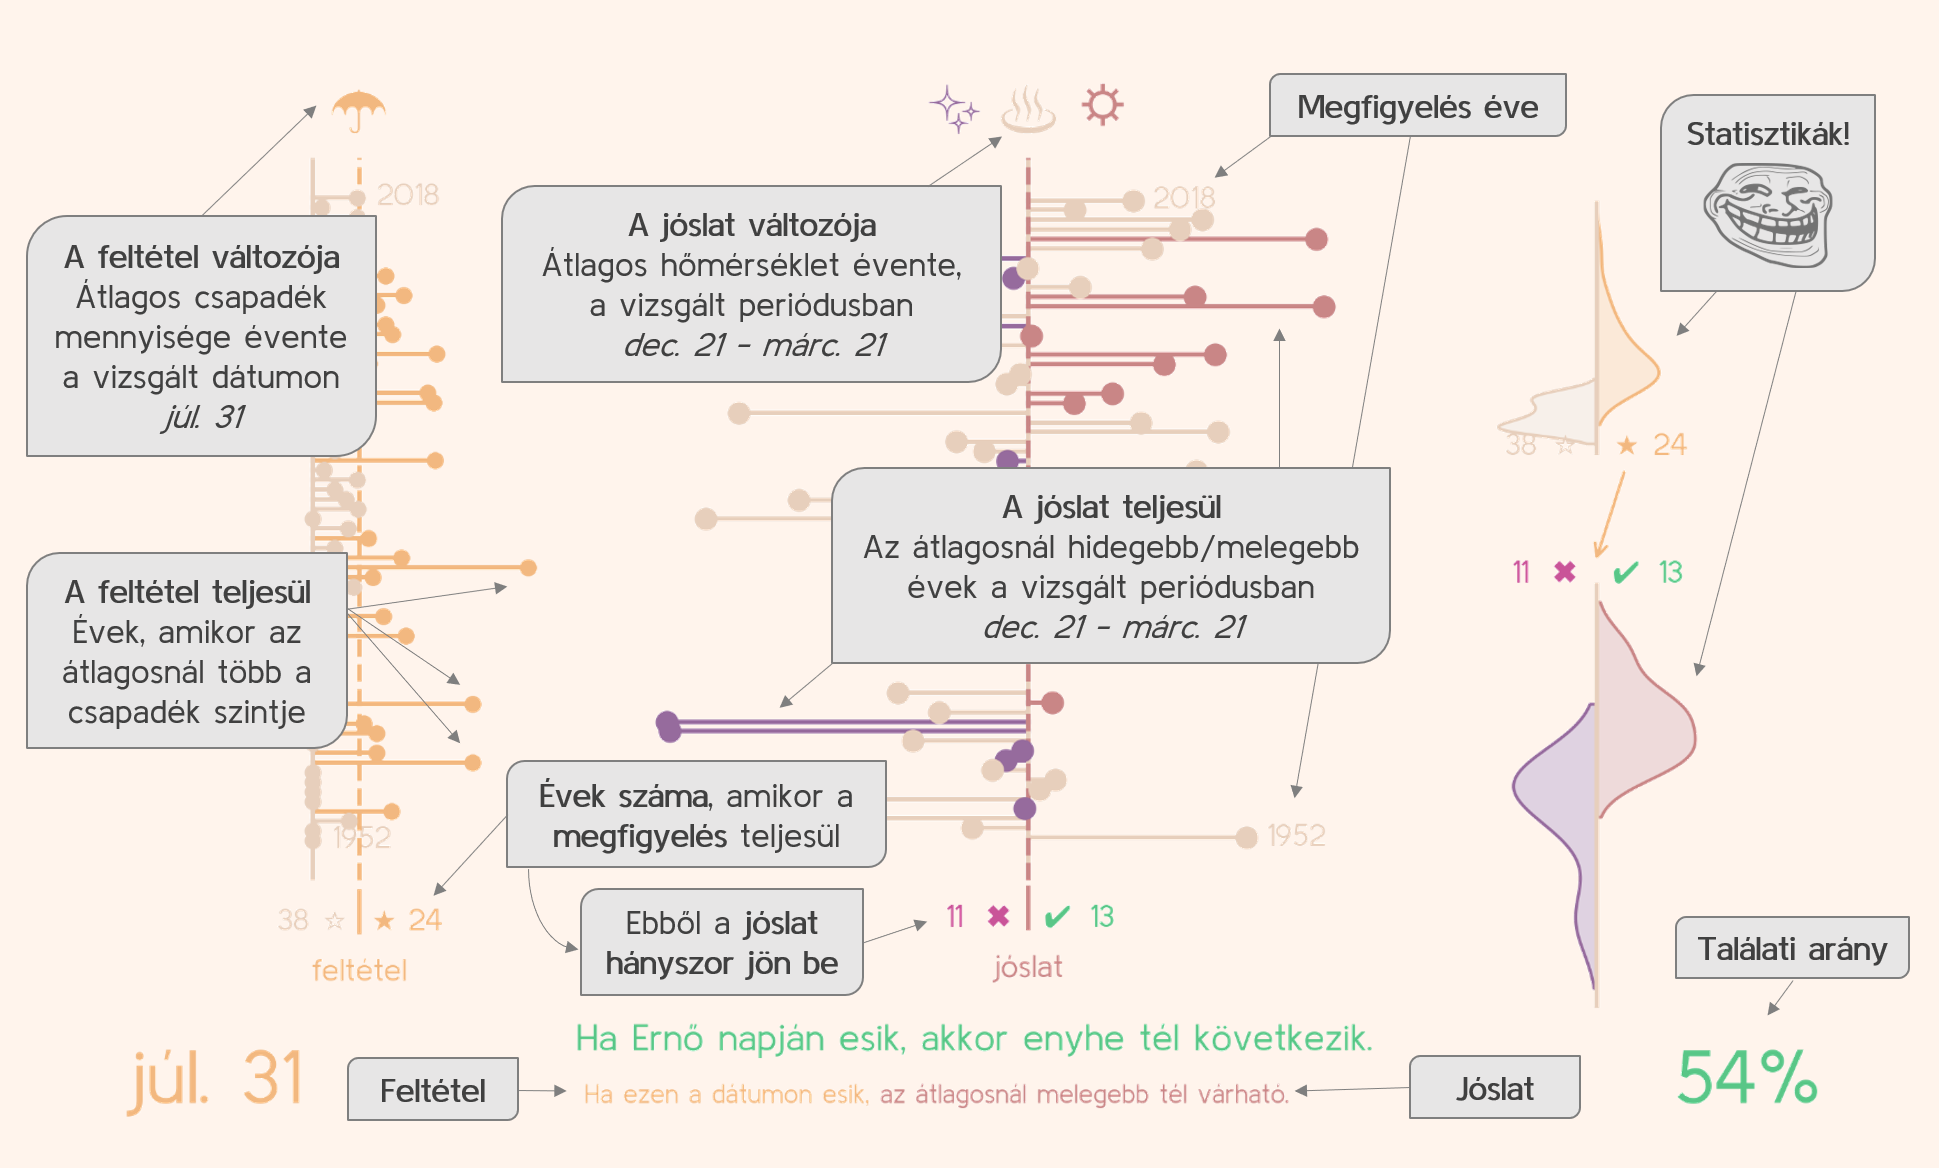 Megfigyelés éve
Statisztikák!
2018
2018
A feltétel változója
Átlagos csapadék
mennyisége évente
a vizsgált dátumon
júl. 31
A jóslat változója
Átlagos hőmérséklet évente,
a vizsgált periódusban
dec. 21 - márc. 21
38 ☆ ★ 24
A jóslat teljesül
Az átlagosnál hidegebb/melegebb
évek a vizsgált periódusban
dec. 21 - márc. 21
11 ✖ ✔ 13
A feltétel teljesül
Évek, amikor az
átlagosnál több a
csapadék szintje
Évek száma, amikor a
megfigyelés teljesül
1952
1952
38 ☆ ★ 24
feltétel
Ebből a jóslat
hányszor jön be
11 ✖ ✔ 13
jóslat
Találati arány
Ha Ernő napján esik, akkor enyhe tél következik.
júl. 31
Feltétel
Ha ezen a dátumon esik, az átlagosnál melegebb tél várható.
Jóslat
54%